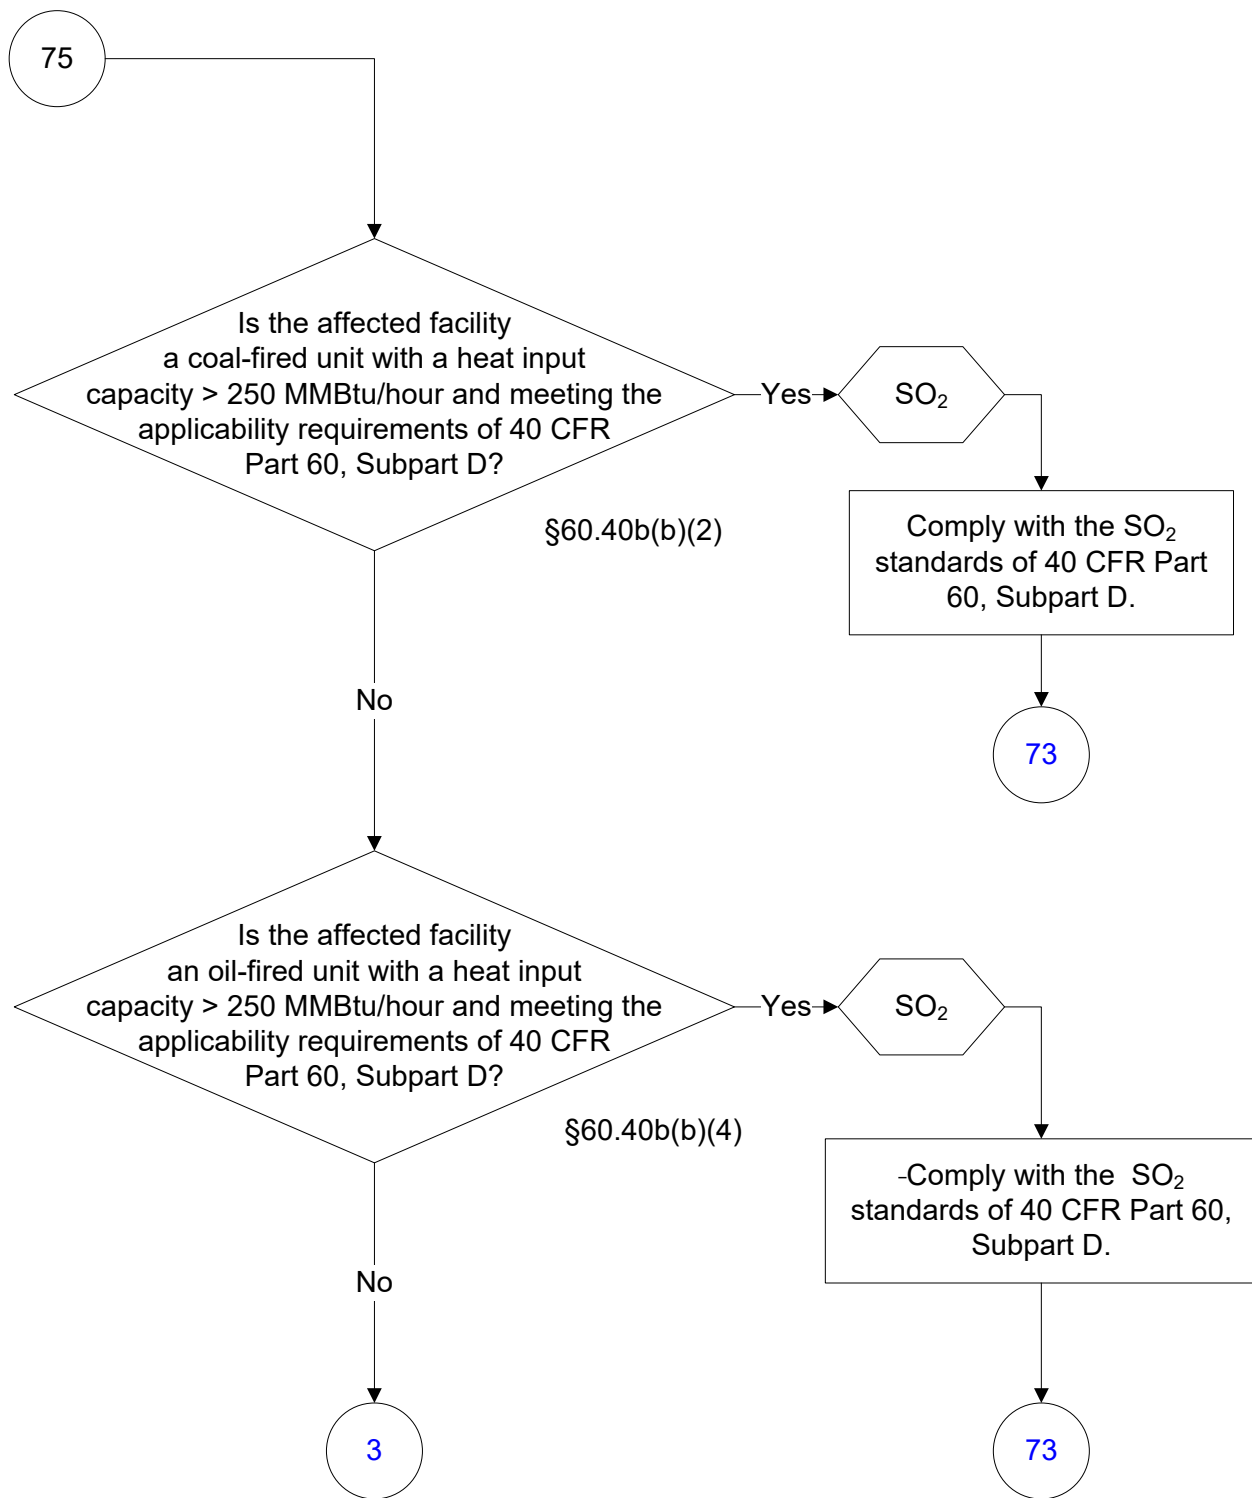 75
Is the affected facility
a coal-fired unit with a heat input
capacity > 250 MMBtu/hour and meeting the
applicability requirements of 40 CFR
Part 60, Subpart D?
Yes
SO₂
§60.40b(b)(2)
Comply with the SO₂
standards of 40 CFR Part
60, Subpart D.
No
73
Is the affected facility
an oil-fired unit with a heat input
capacity > 250 MMBtu/hour and meeting the
applicability requirements of 40 CFR
Part 60, Subpart D?
Yes
SO₂
§60.40b(b)(4)
-Comply with the  SO₂
standards of 40 CFR Part 60,
Subpart D.
No
3
73